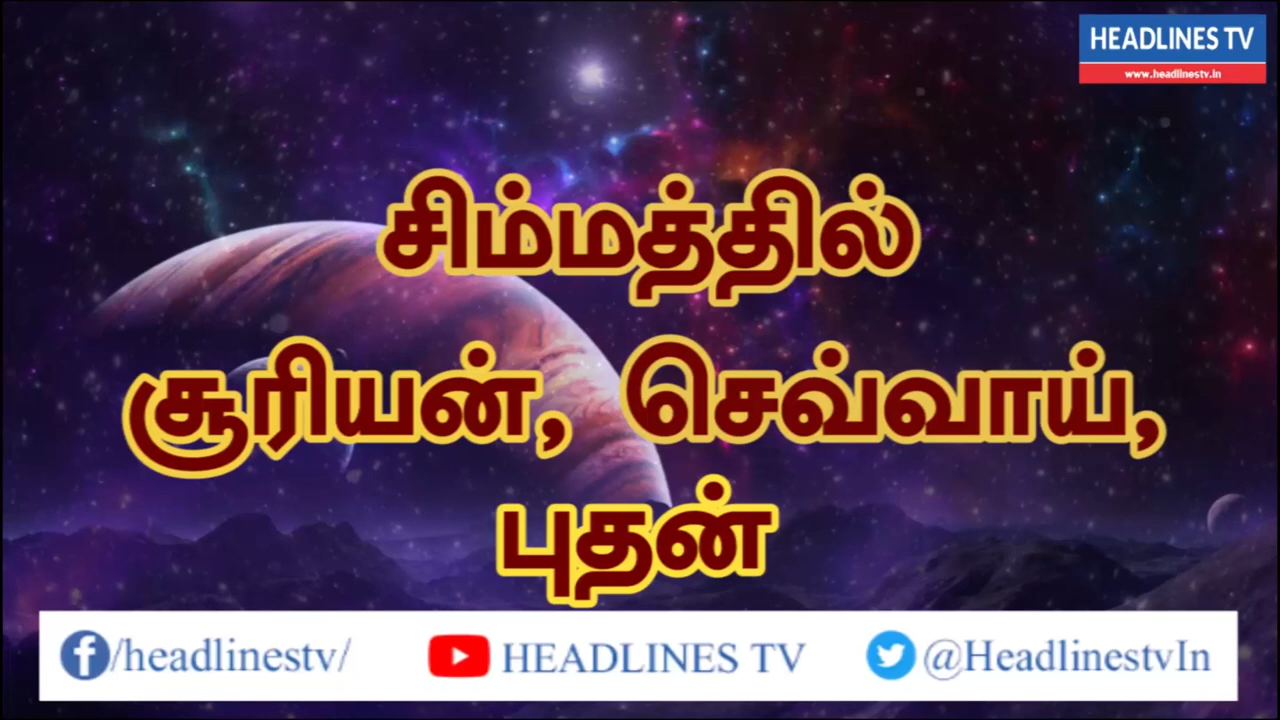 HEADLINES TV
www.headlinestv.in
சிம்மத்தில்
சூரியன், செவ்வாய்,
புதன்
/headlinestv/ HEADLINES TV @HeadlinestvIn